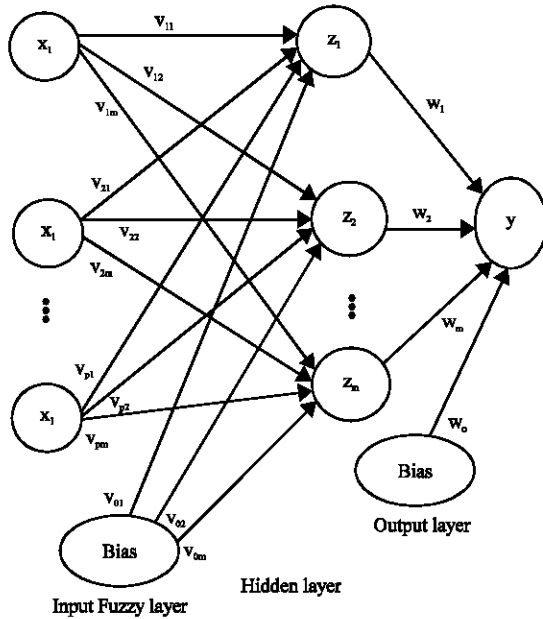 x₁
v₁₁
z₁
v₁₂
v₁ₘ
w₁
v₂₁
x₁
v₂₂
z₂
w₂
y
v₂ₘ
vₚ₁
zₘ
wₘ
x₁
vₚ₂
vₚₘ
wₒ
Bias
v₀₁
v₀₂
Output layer
Bias
v₀ₘ
Hidden layer
Input Fuzzy layer